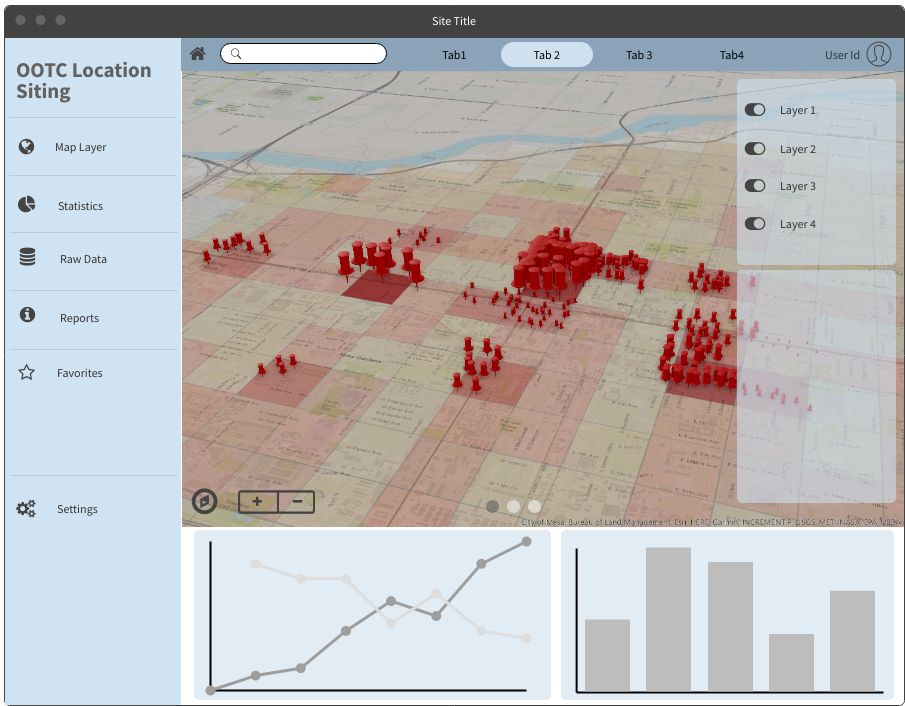 Site Title
OOTC Location
Siting
Map Layer
Statistics
Raw Data
Reports
Favorites
Settings
Tab1
Tab 2
Tab 3
Tab4
User Id
Layer 1
Layer 2
Layer 3
Layer 4
City of Mesa, Bureau of Land Management, Esri, HERE, Garmin, INCREMENT P, USGS, METI/NASA, EPA, USDA